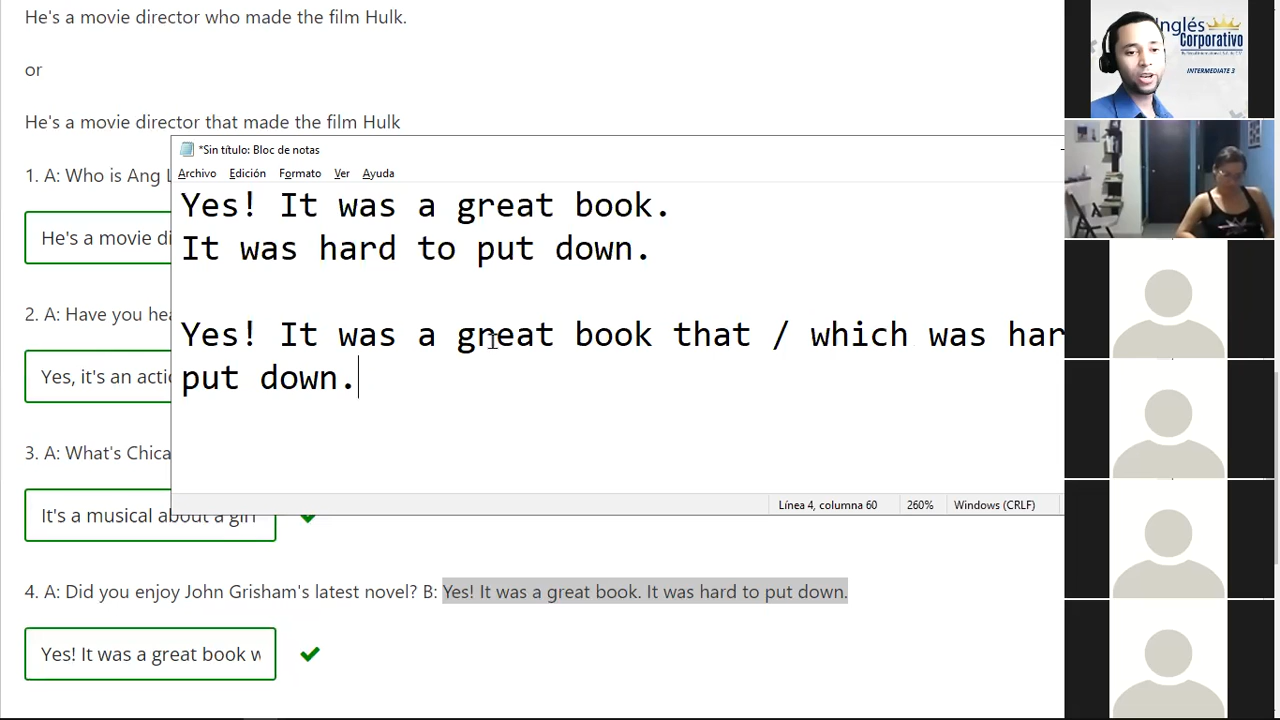 He's a movie director who made the film Hulk.
or
He's a movie director that made the film Hulk
1. A: Who is Ang L
He's a movie di
2. A: Have you hea
Yes, it's an actio
3. A: What's Chica
It's a musical about a girl
4. A: Did you enjoy John Grisham's latest novel? B: Yes! It was a great book. It was hard to put down.
Yes! It was a great book w
*Sin título: Bloc de notas
Archivo Edición Formato Ver Ayuda
Yes! It was a great book.
It was hard to put down.
Yes! It was a great book that / which was har
put down.
Línea 4, columna 60 260% Windows (CRLF)
Inglés
Corporativo
INTERMEDIATE 3